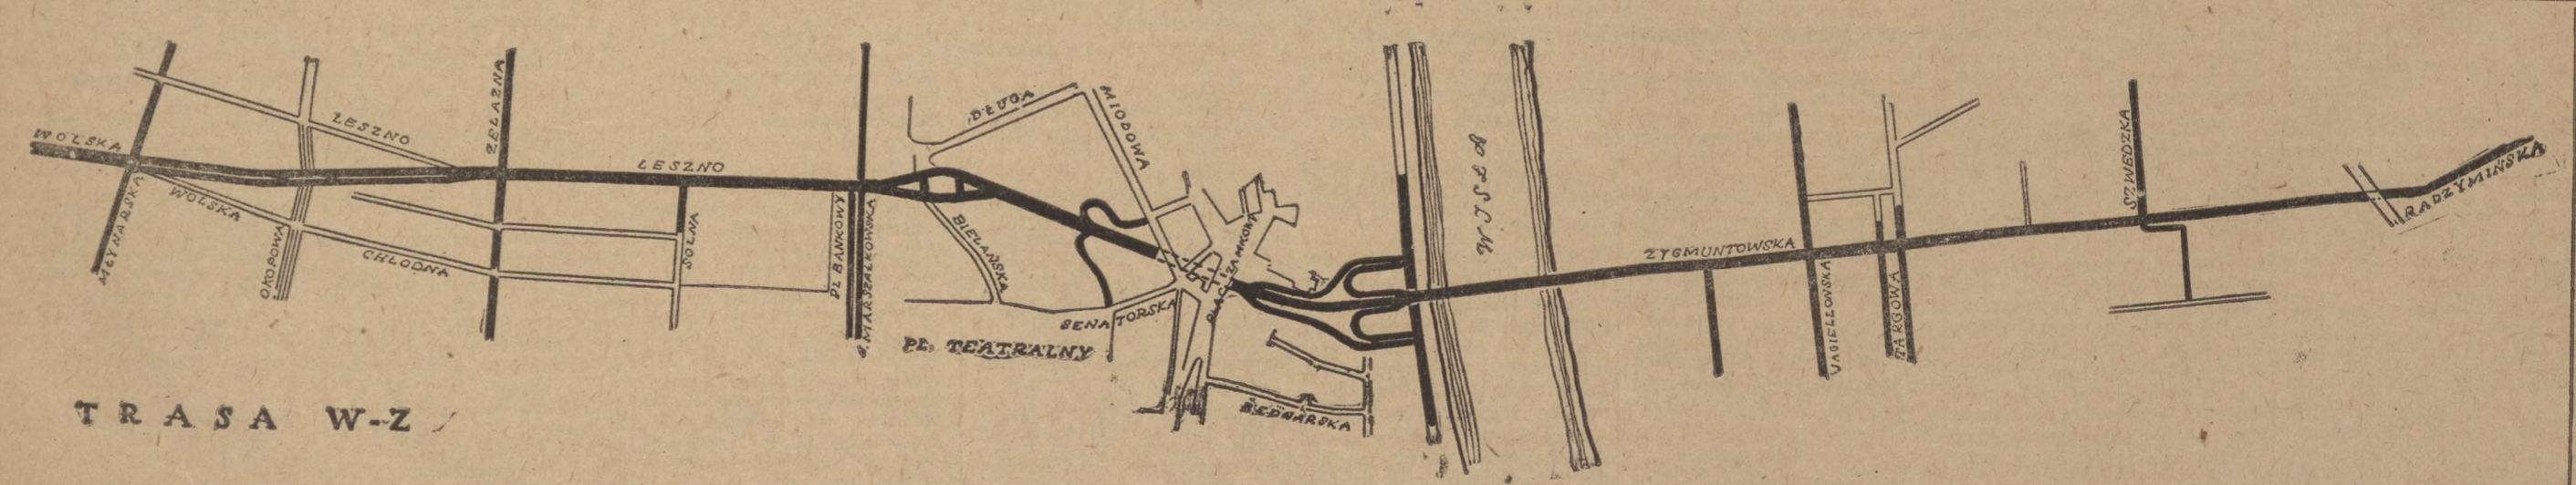 WOLSKA
MŁYNARSKA
WOLSKA
OKOPOWA
LESZNO
CHŁODNA
ŻELAZNA
LESZNO
SOLNA
PL BANKOWY
MARSZAŁKOWSKA
DŁUGA
MIODOWA
BIELAŃSKA
SENATORSKA
PL. TEATRALNY
PLAC ZAMKOWY
BEDNARSKA
WISŁA
ZYGMUNTOWSKA
JAGIELLOŃSKA
TARGOWA
SZWEDZKA
RADZYMIŃSKA
TRASA W-Z